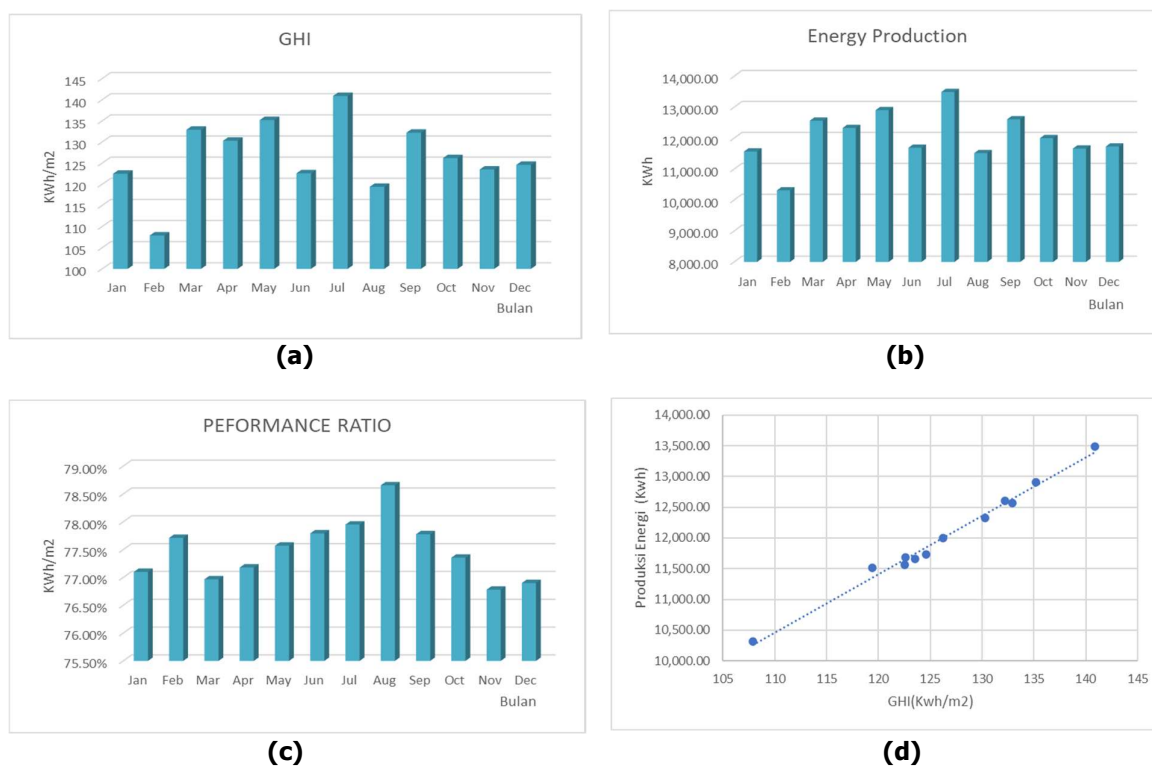 GHI
KWh/m2
145
140
135
130
125
120
115
110
105
100
Jan Feb Mar Apr May Jun Jul Aug Sep Oct Nov Dec
Bulan
(a)
Energy Production
KWh
14,000.00
13,000.00
12,000.00
11,000.00
10,000.00
9,000.00
8,000.00
Jan Feb Mar Apr May Jun Jul Aug Sep Oct Nov Dec
Bulan
(b)
PEFORMANCE RATIO
KWh/m2
79.00%
78.50%
78.00%
77.50%
77.00%
76.50%
76.00%
75.50%
Jan Feb Mar Apr May Jun Jul Aug Sep Oct Nov Dec
Bulan
(c)
Produksi Energi (Kwh)
14,000.00
13,500.00
13,000.00
12,500.00
12,000.00
11,500.00
11,000.00
10,500.00
10,000.00
105 110 115 120 125 130 135 140 145
GHI(Kwh/m2)
(d)